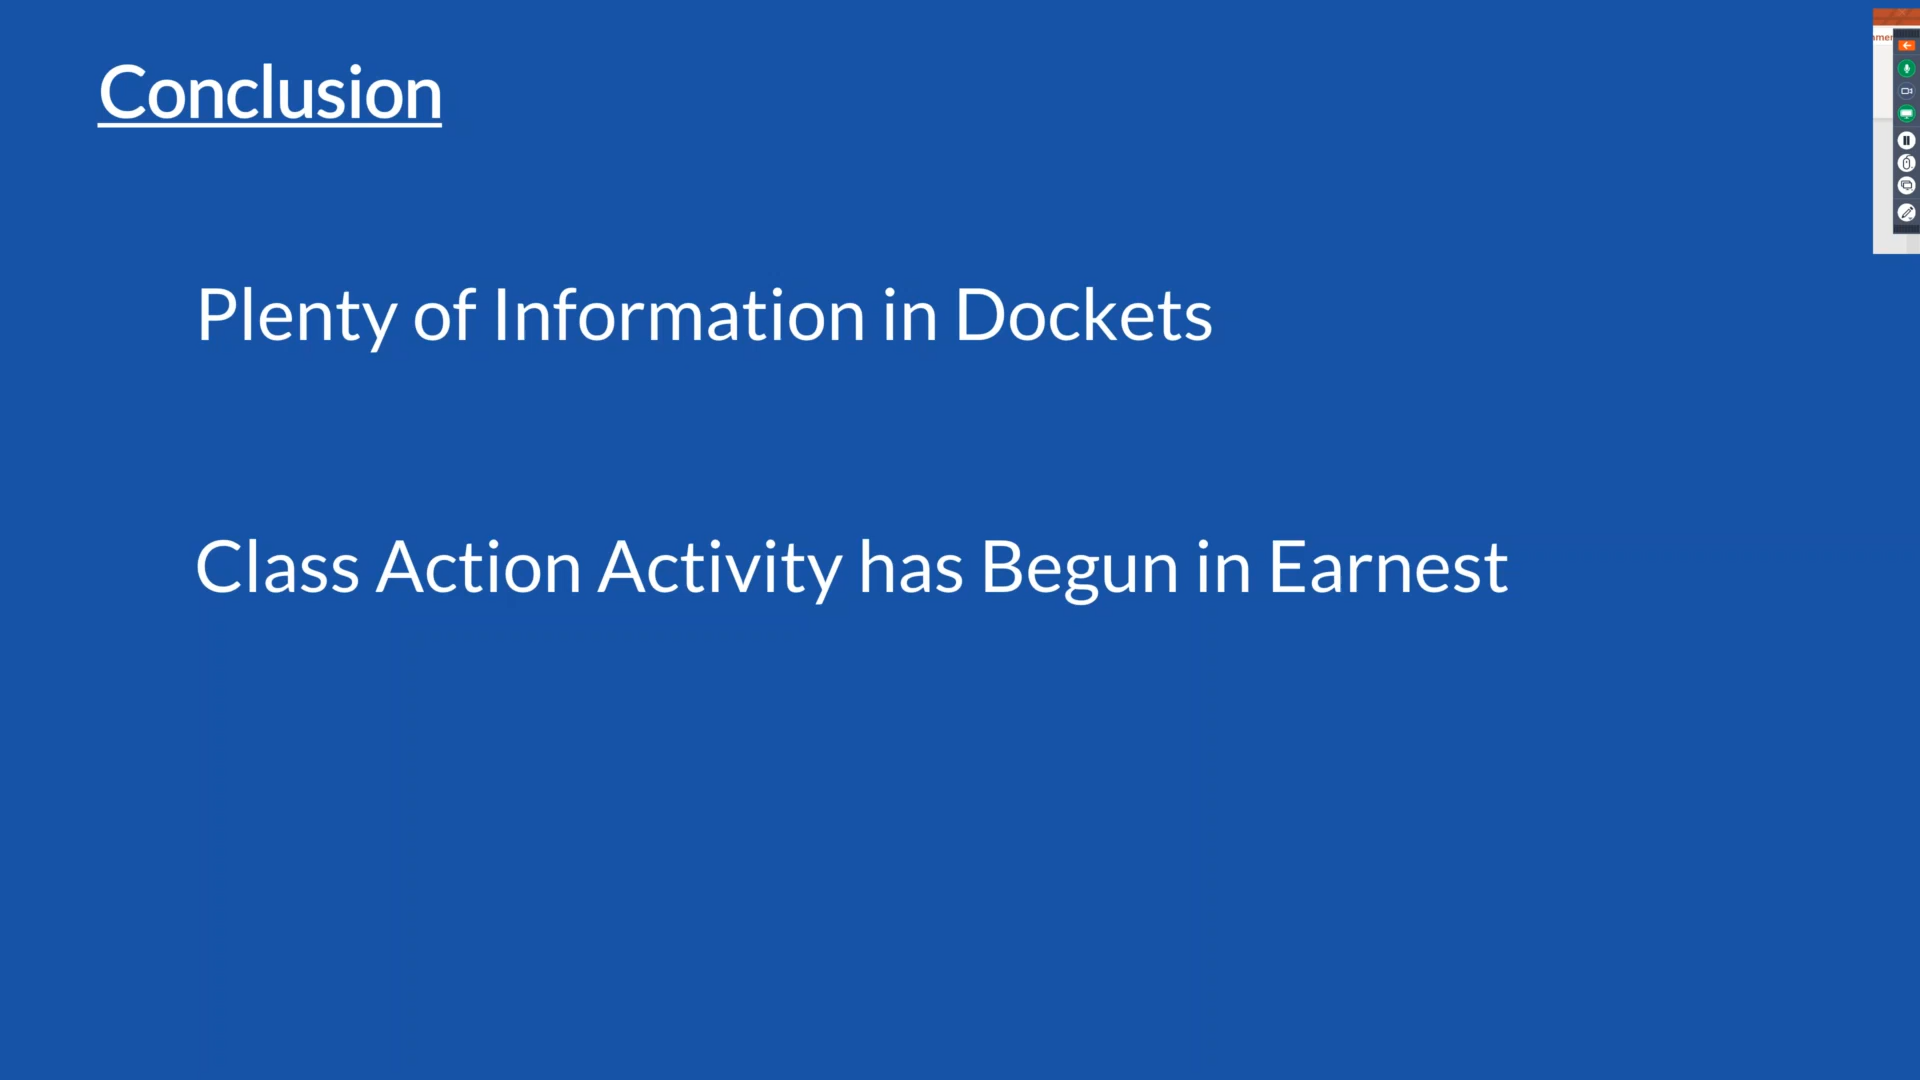 Conclusion
Plenty of Information in Dockets
Class Action Activity has Begun in Earnest